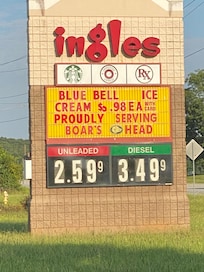 ingles
Rx
BLUE BELL ICE
CREAM $5.98 EA WITH CARD
PROUDLY SERVING
BOAR'S HEAD
UNLEADED DIESEL
2.59 9 3.49 9